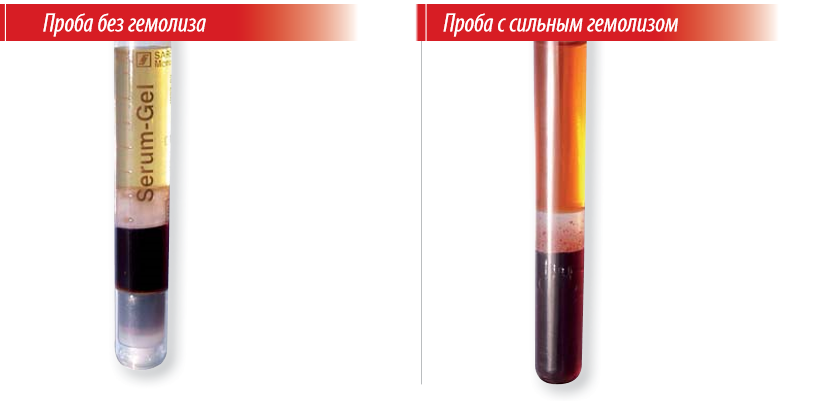 Проба без гемолиза
Проба с сильным гемолизом
Serum-Gel